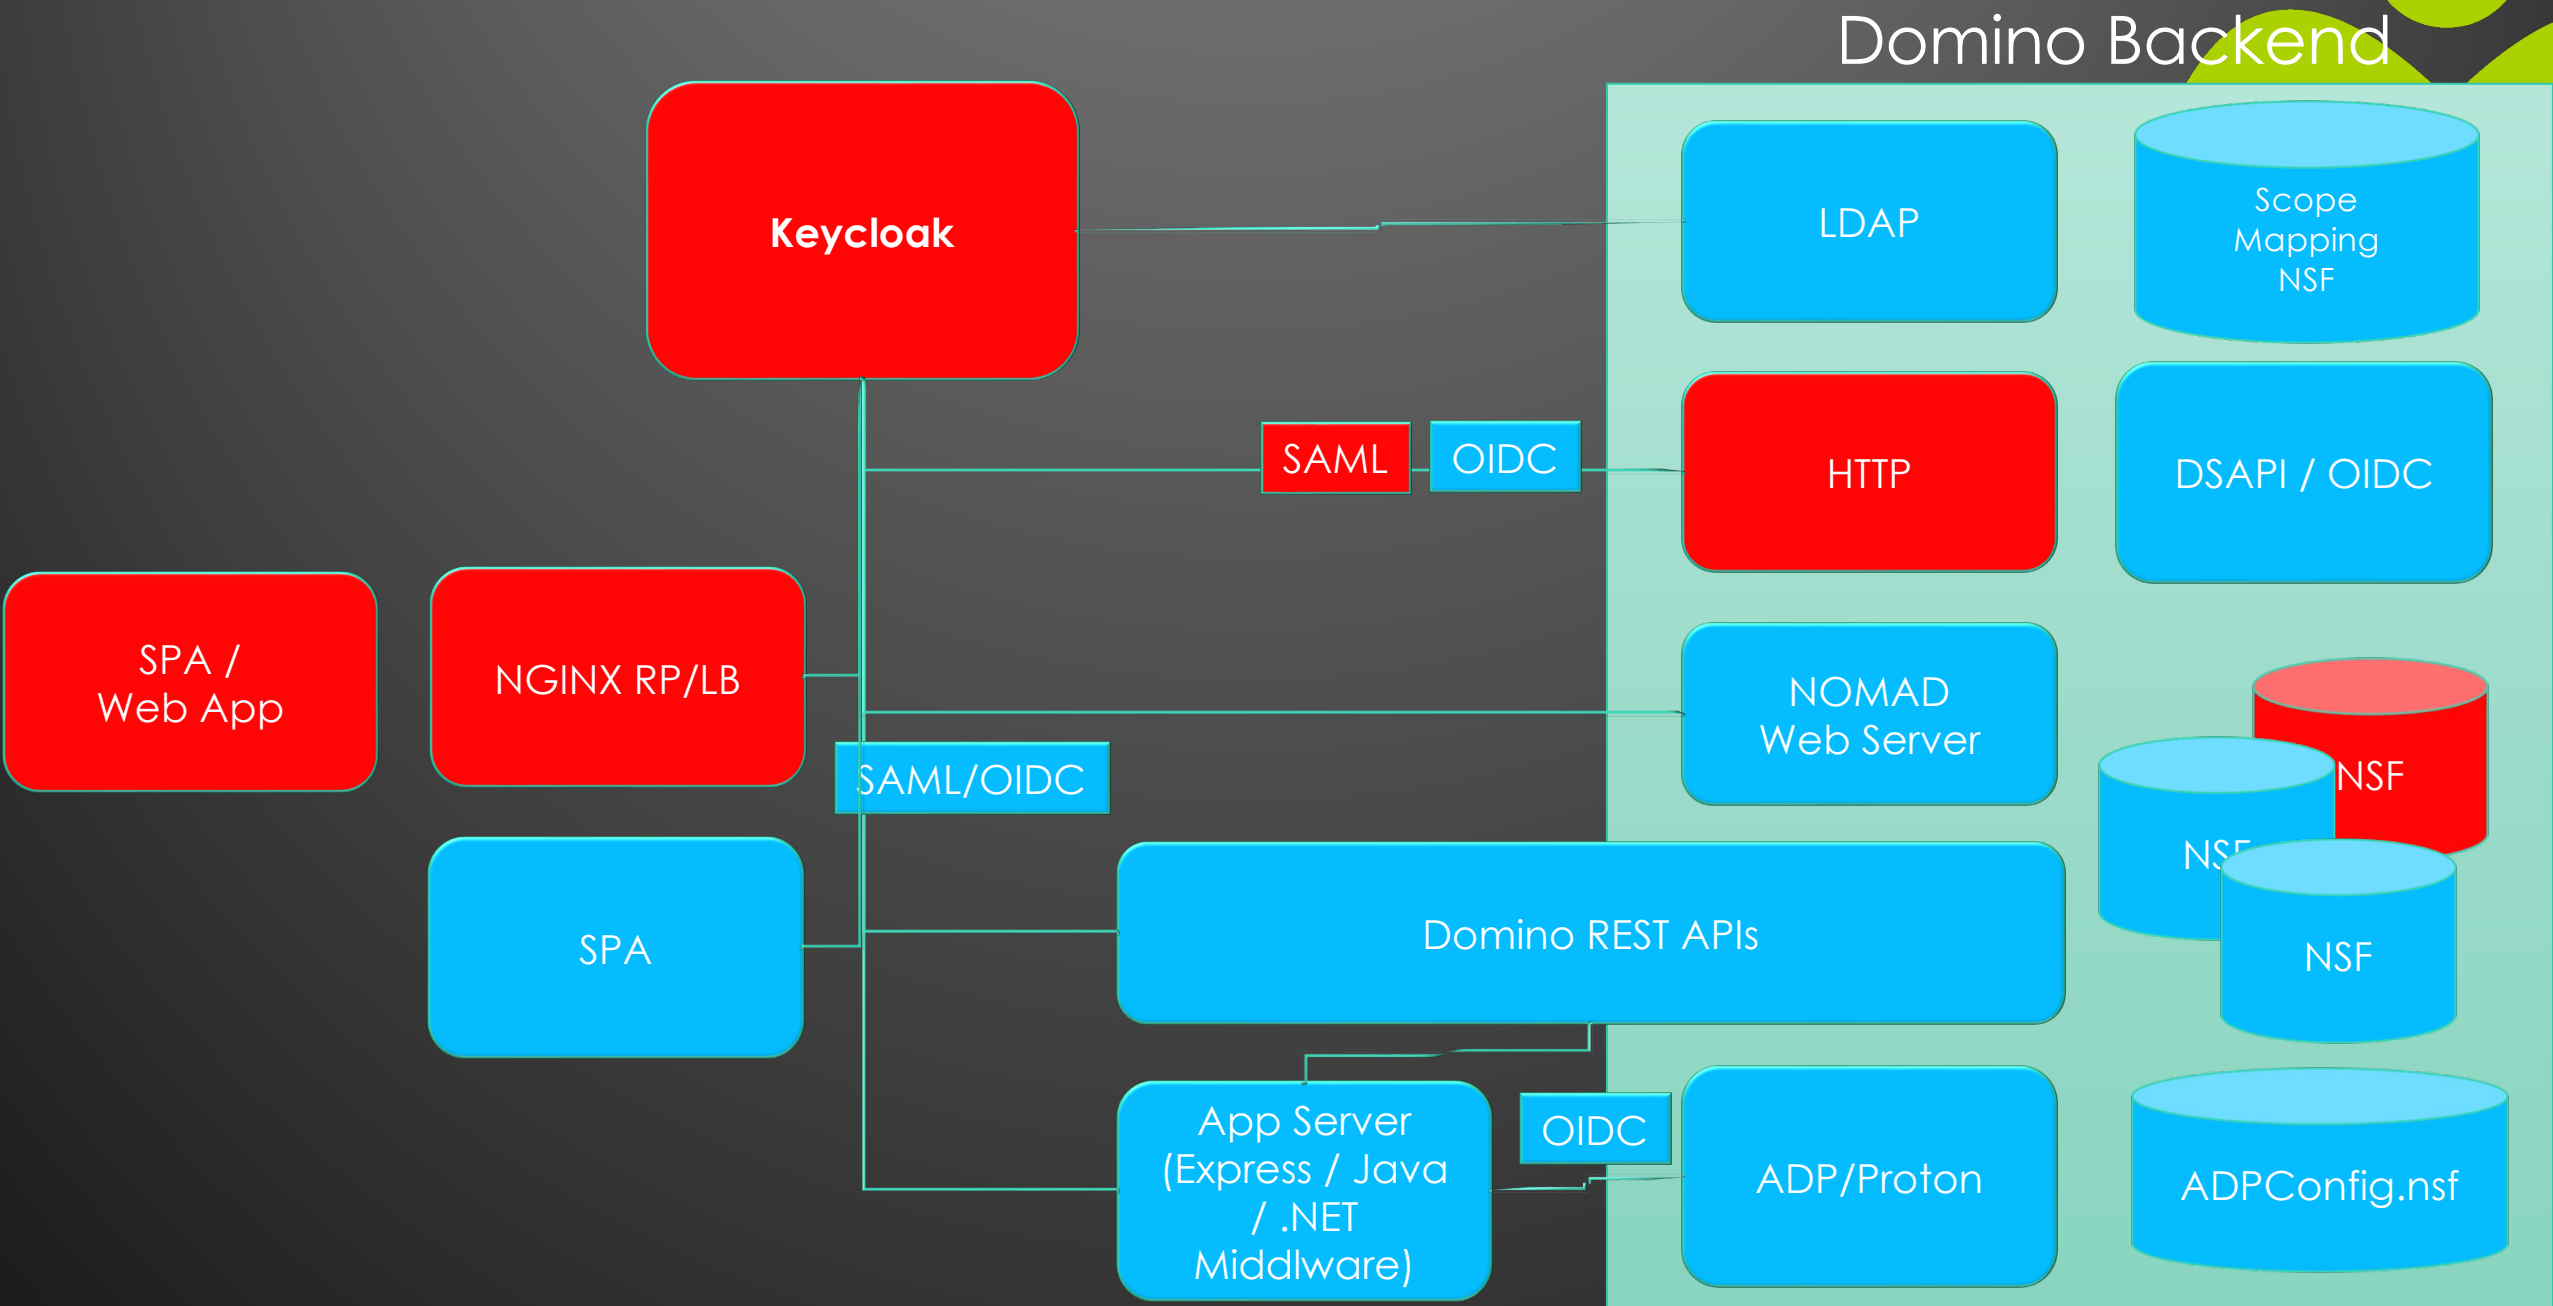 Domino Backend
Keycloak
LDAP
Scope
Mapping
NSF
SAML
OIDC
HTTP
DSAPI / OIDC
SPA /
Web App
NGINX RP/LB
NOMAD
Web Server
NSF
SAML/OIDC
NSF
SPA
Domino REST APIs
NSF
App Server
(Express / Java
/ .NET
Middlware)
OIDC
ADP/Proton
ADPConfig.nsf